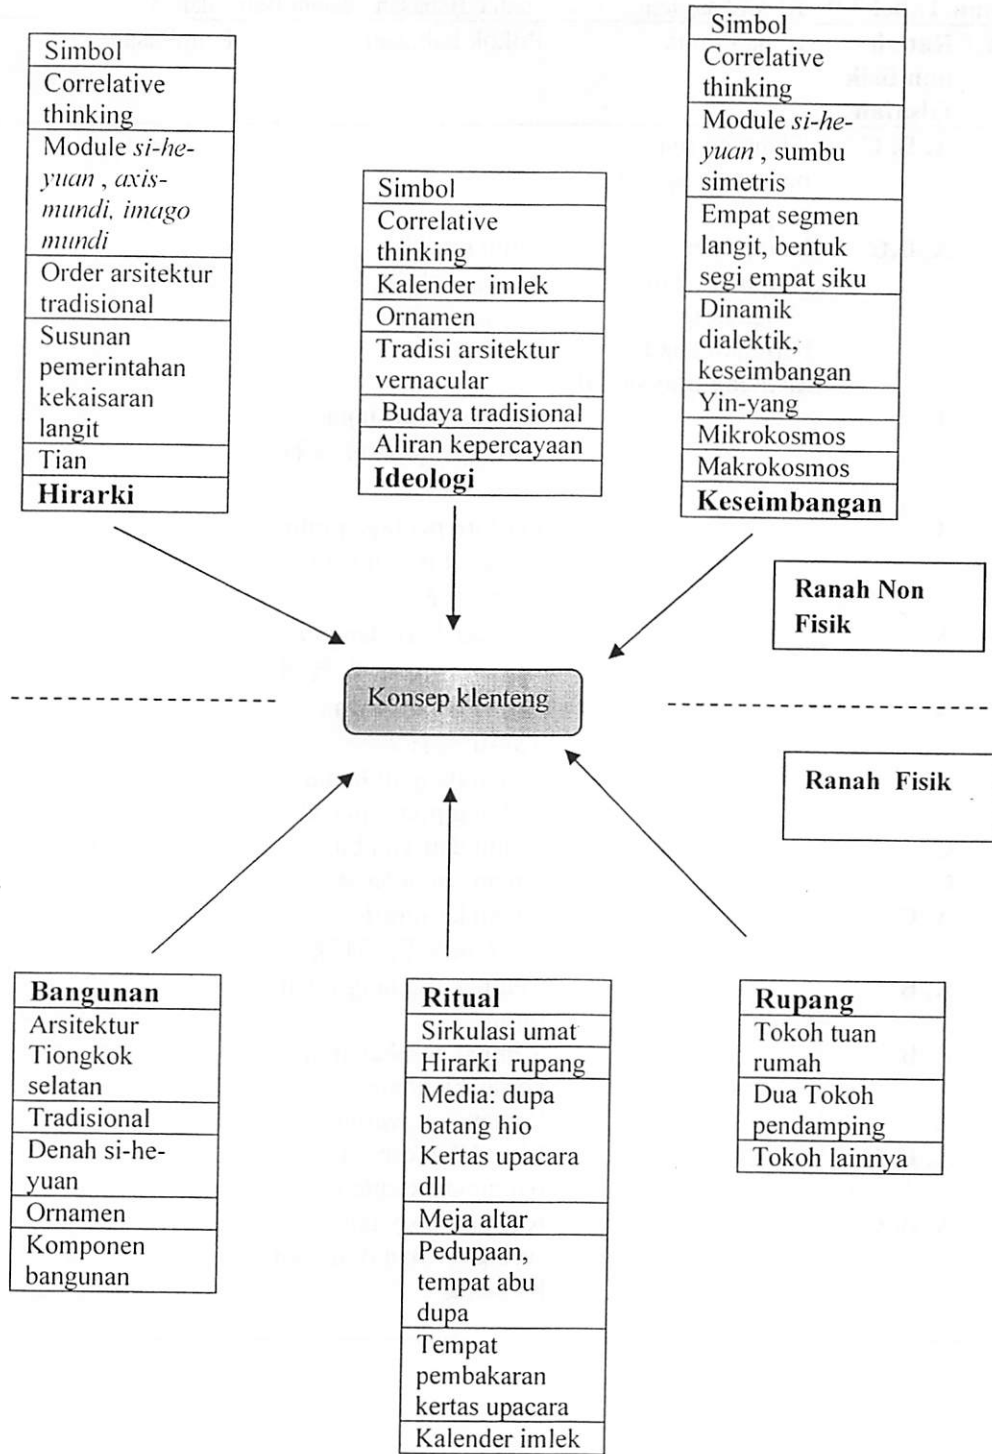 Simbol
Correlative
thinking
Module si-he-
yuan , axis-
mundi, imago
mundi
Order arsitektur
tradisional
Susunan
pemerintahan
kekaisaran
langit
Tian
Hirarki
Simbol
Correlative
thinking
Kalender imlek
Ornamen
Tradisi arsitektur
vernacular
Budaya tradisional
Aliran kepercayaan
Ideologi
Simbol
Correlative
thinking
Module si-he-
yuan , sumbu
simetris
Empat segmen
langit, bentuk
segi empat siku
Dinamik
dialektik,
keseimbangan
Yin-yang
Mikrokosmos
Makrokosmos
Keseimbangan
Ranah Non
Fisik
Konsep klenteng
Ranah Fisik
Bangunan
Arsitektur
Tiongkok
selatan
Tradisional
Denah si-he-
yuan
Ornamen
Komponen
bangunan
Ritual
Sirkulasi umat
Hirarki rupang
Media: dupa
batang hio
Kertas upacara
dll
Meja altar
Pedupaan,
tempat abu
dupa
Tempat
pembakaran
kertas upacara
Kalender imlek
Rupang
Tokoh tuan
rumah
Dua Tokoh
pendamping
Tokoh lainnya